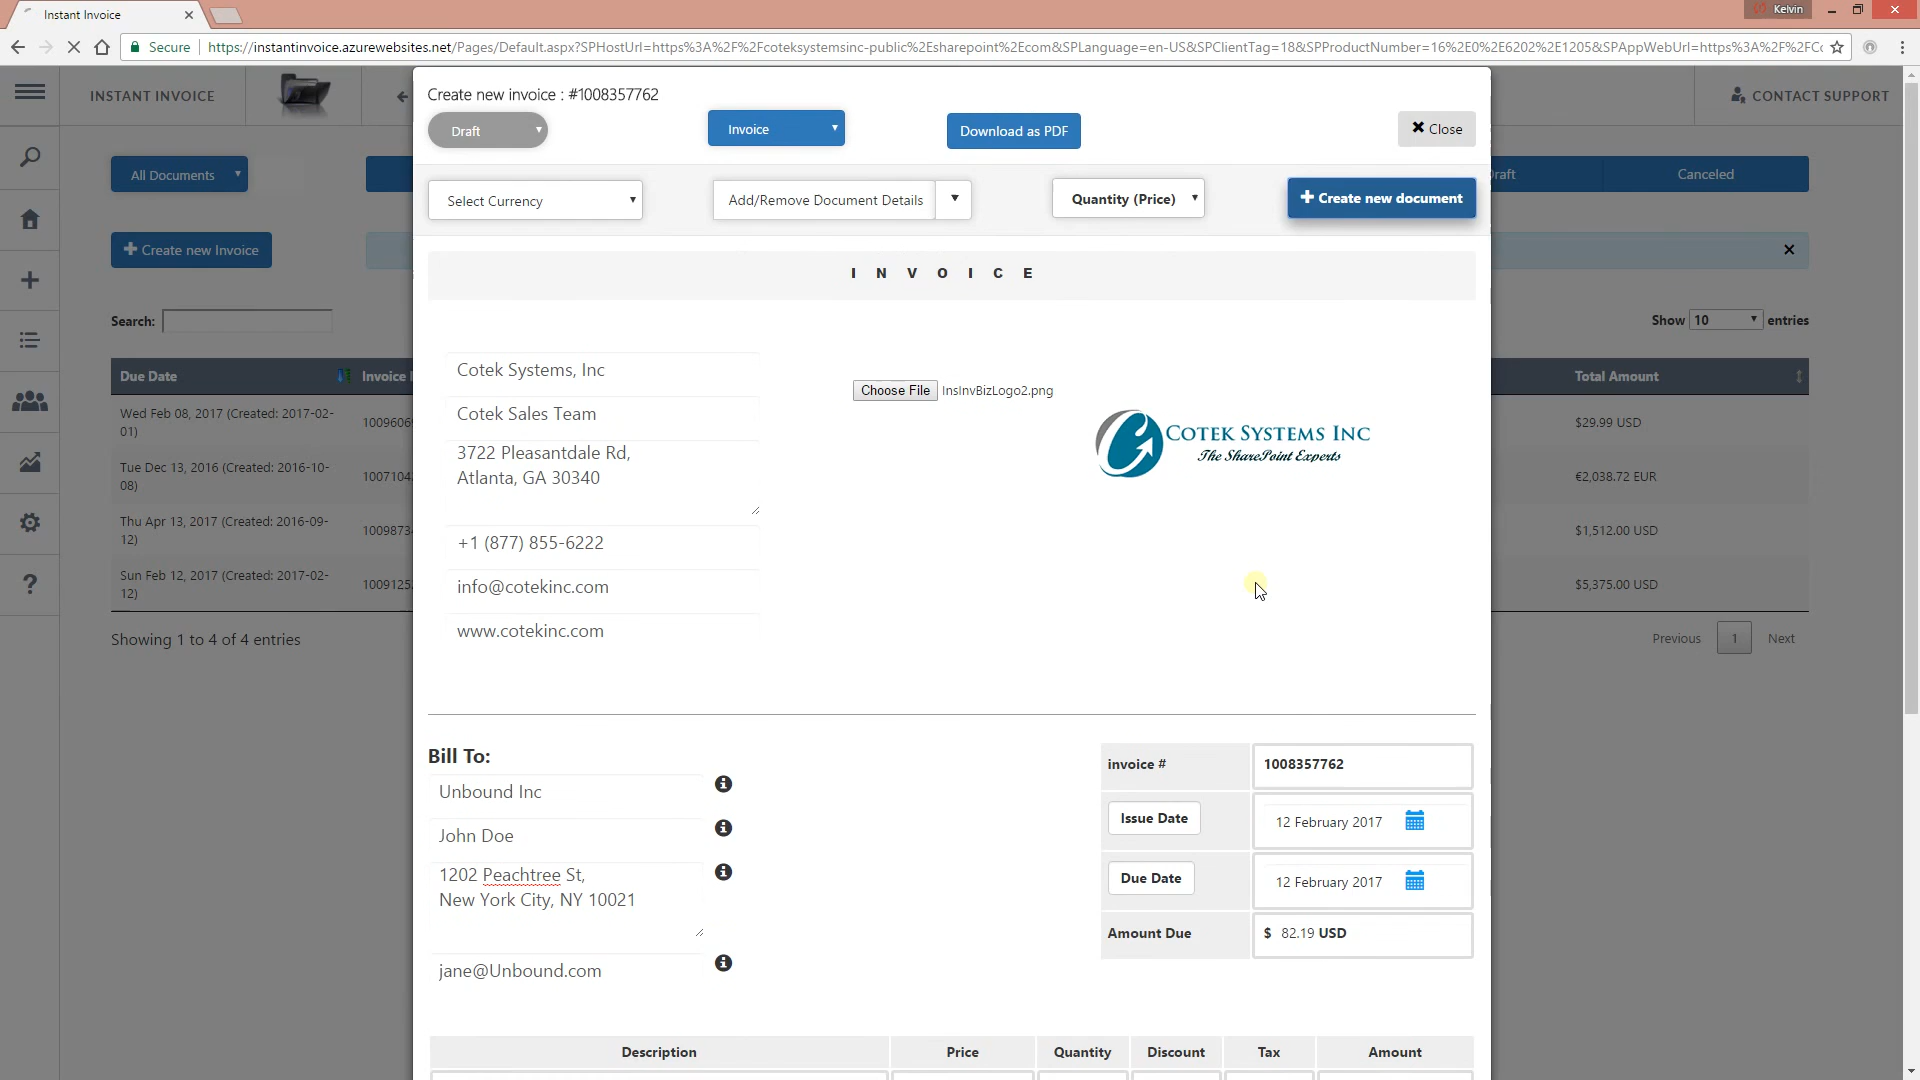 Instant Invoice
Kelvin
Secure
https://instantinvoice.azurewebsites.net/Pages/Default.aspx?SPHostUrl=https%3A%2F%2Fcoteksystemsinc-public%2Esharepoint%2Ecom&SPLanguage=en-US&SPClientTag=18&SPProductNumber=16%2E0%2E6202%2E1205&SPAppWebUrl=https%3A%2F%2FCo
INSTANT INVOICE
CONTACT SUPPORT
Create new invoice : #1008357762
Draft
Invoice
Download as PDF
Close
All Documents
Canceled
Select Currency
Add/Remove Document Details
Quantity (Price)
Create new document
Create new Invoice
I N V O I C E
Search:
Show 10 entries
Due Date
Invoice
Total Amount
Wed Feb 08, 2017 (Created: 2017-02-
01)
$29.99 USD
Tue Dec 13, 2016 (Created: 2016-10-
08)
€2,038.72 EUR
Thu Apr 13, 2017 (Created: 2016-09-
12)
$1,512.00 USD
Sun Feb 12, 2017 (Created: 2017-02-
12)
$5,375.00 USD
Showing 1 to 4 of 4 entries
Previous 1 Next
Cotek Systems, Inc
Cotek Sales Team
3722 Pleasantdale Rd,
Atlanta, GA 30340
+1 (877) 855-6222
info@cotekinc.com
www.cotekinc.com
Choose File InsInvBizLogo2.png
COTEK SYSTEMS INC
The SharePoint Experts
Bill To:
Unbound Inc
John Doe
1202 Peachtree St,
New York City, NY 10021
jane@Unbound.com
invoice # 1008357762
Issue Date 12 February 2017
Due Date 12 February 2017
Amount Due $ 82.19 USD
Description Price Quantity Discount Tax Amount